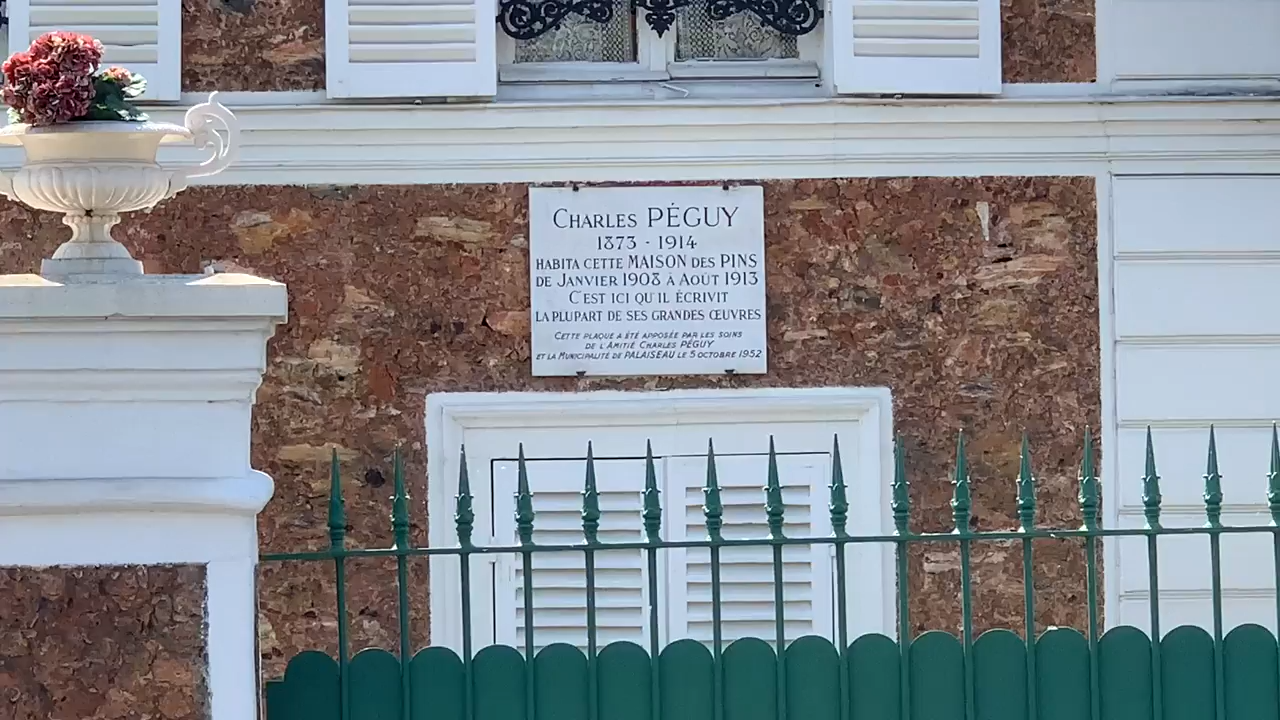 CHARLES PÉGUY
1873 - 1914
HABITA CETTE MAISON DES PINS
DE JANVIER 1908 À AOÛT 1913
C'EST ICI QU'IL ÉCRIVIT
LA PLUPART DE SES GRANDES ŒUVRES
CETTE PLAQUE A ÉTÉ APPOSÉE PAR LES SOINS
DE L'AMITIÉ CHARLES PÉGUY
ET LA MUNICIPALITÉ DE PALAISEAU LE 5 OCTOBRE 1952